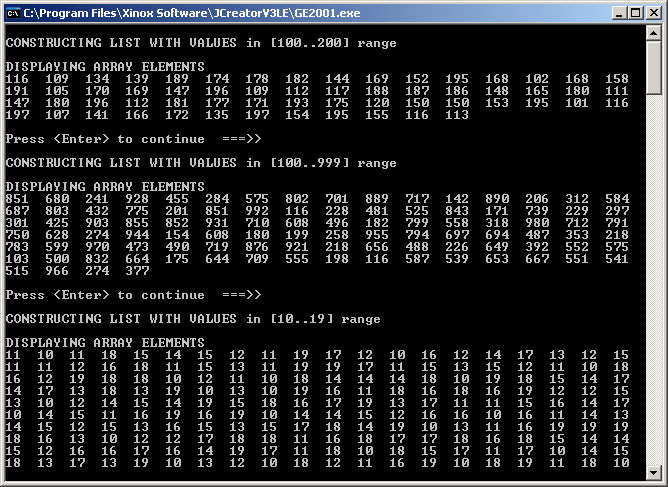 C:\Program Files\Xinox Software\JCreatorV3LE\GE2001.exe
CONSTRUCTING LIST WITH VALUES in [100..200] range
DISPLAYING ARRAY ELEMENTS
116 109 134 139 189 174 178 182 144 169 152 195 168 102 168 158
191 105 170 169 147 196 109 112 117 188 187 186 148 165 180 111
147 180 196 112 181 177 171 193 175 120 150 150 153 195 101 116
197 107 141 166 172 135 197 154 195 155 116 113
Press <Enter> to continue ===>>
CONSTRUCTING LIST WITH VALUES in [100..999] range
DISPLAYING ARRAY ELEMENTS
851 680 241 928 455 284 575 802 701 889 717 142 890 206 312 584
687 803 432 775 201 851 992 116 228 481 525 843 171 739 229 297
301 425 903 855 852 931 710 608 496 182 799 558 318 980 712 791
750 628 274 944 154 608 180 199 258 955 794 697 694 487 353 218
783 599 970 473 490 719 876 921 218 656 488 226 649 392 552 575
103 500 832 664 175 644 709 555 198 116 587 539 653 667 551 541
515 966 274 377
Press <Enter> to continue ===>>
CONSTRUCTING LIST WITH VALUES in [10..19] range
DISPLAYING ARRAY ELEMENTS
11 10 11 18 15 14 15 12 11 19 17 12 10 16 12 14 17 13 12 15
11 11 12 16 18 11 15 13 11 19 19 17 11 15 13 15 12 11 10 18
16 12 19 18 18 10 12 11 10 18 14 14 14 18 10 19 18 15 14 17
14 17 13 18 13 19 10 13 10 19 16 11 18 16 18 16 19 12 12 15
13 10 12 14 15 14 19 15 18 16 17 19 13 17 11 11 15 16 14 17
10 14 15 11 16 19 16 19 10 14 14 15 12 16 16 10 16 11 14 13
14 15 12 15 13 16 15 15 13 17 18 14 19 10 13 11 16 19 19 19
18 16 13 10 12 12 17 18 18 11 16 18 17 17 18 16 18 15 14 14
15 12 16 16 17 16 14 19 17 11 18 10 18 15 17 11 17 10 14 15
18 13 17 13 19 10 13 12 10 18 12 11 16 19 10 18 19 11 18 10